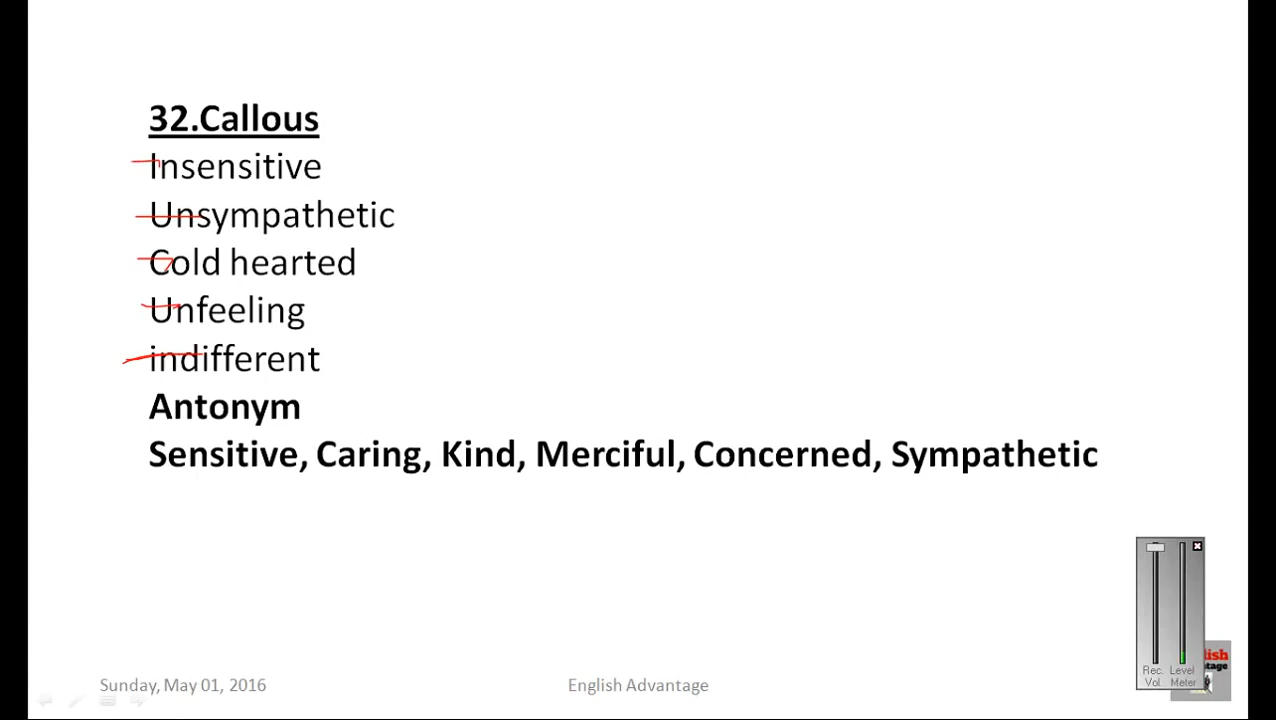 32.Callous
Insensitive
Unsympathetic
Cold hearted
Unfeeling
indifferent
Antonym
Sensitive, Caring, Kind, Merciful, Concerned, Sympathetic
Rec. Level
Vol. Meter
Sunday, May 01, 2016
English Advantage